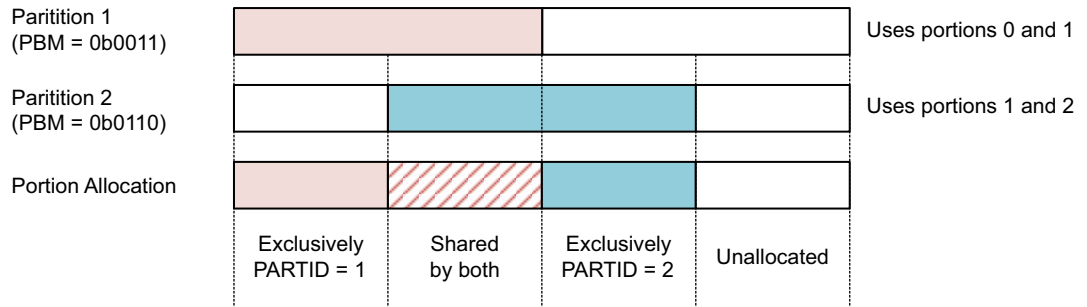 Paritition 1
(PBM = 0b0011)
Uses portions 0 and 1
Paritition 2
(PBM = 0b0110)
Uses portions 1 and 2
Portion Allocation
Exclusively
PARTID = 1
Shared
by both
Exclusively
PARTID = 2
Unallocated